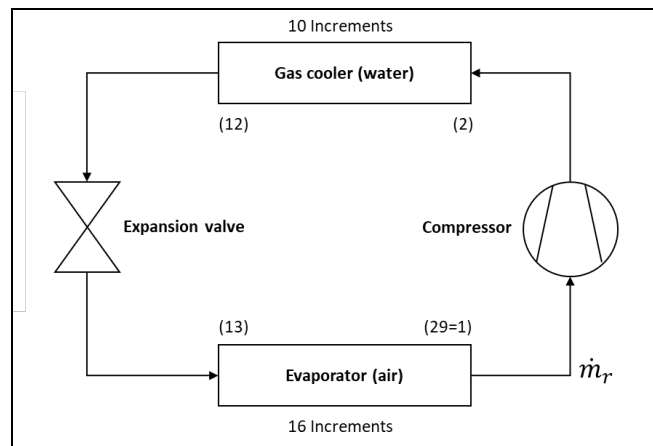 10 Increments
Gas cooler (water)
(12) (2)
Expansion valve Compressor
(13) (29=1)
Evaporator (air)
ṁᵣ
16 Increments